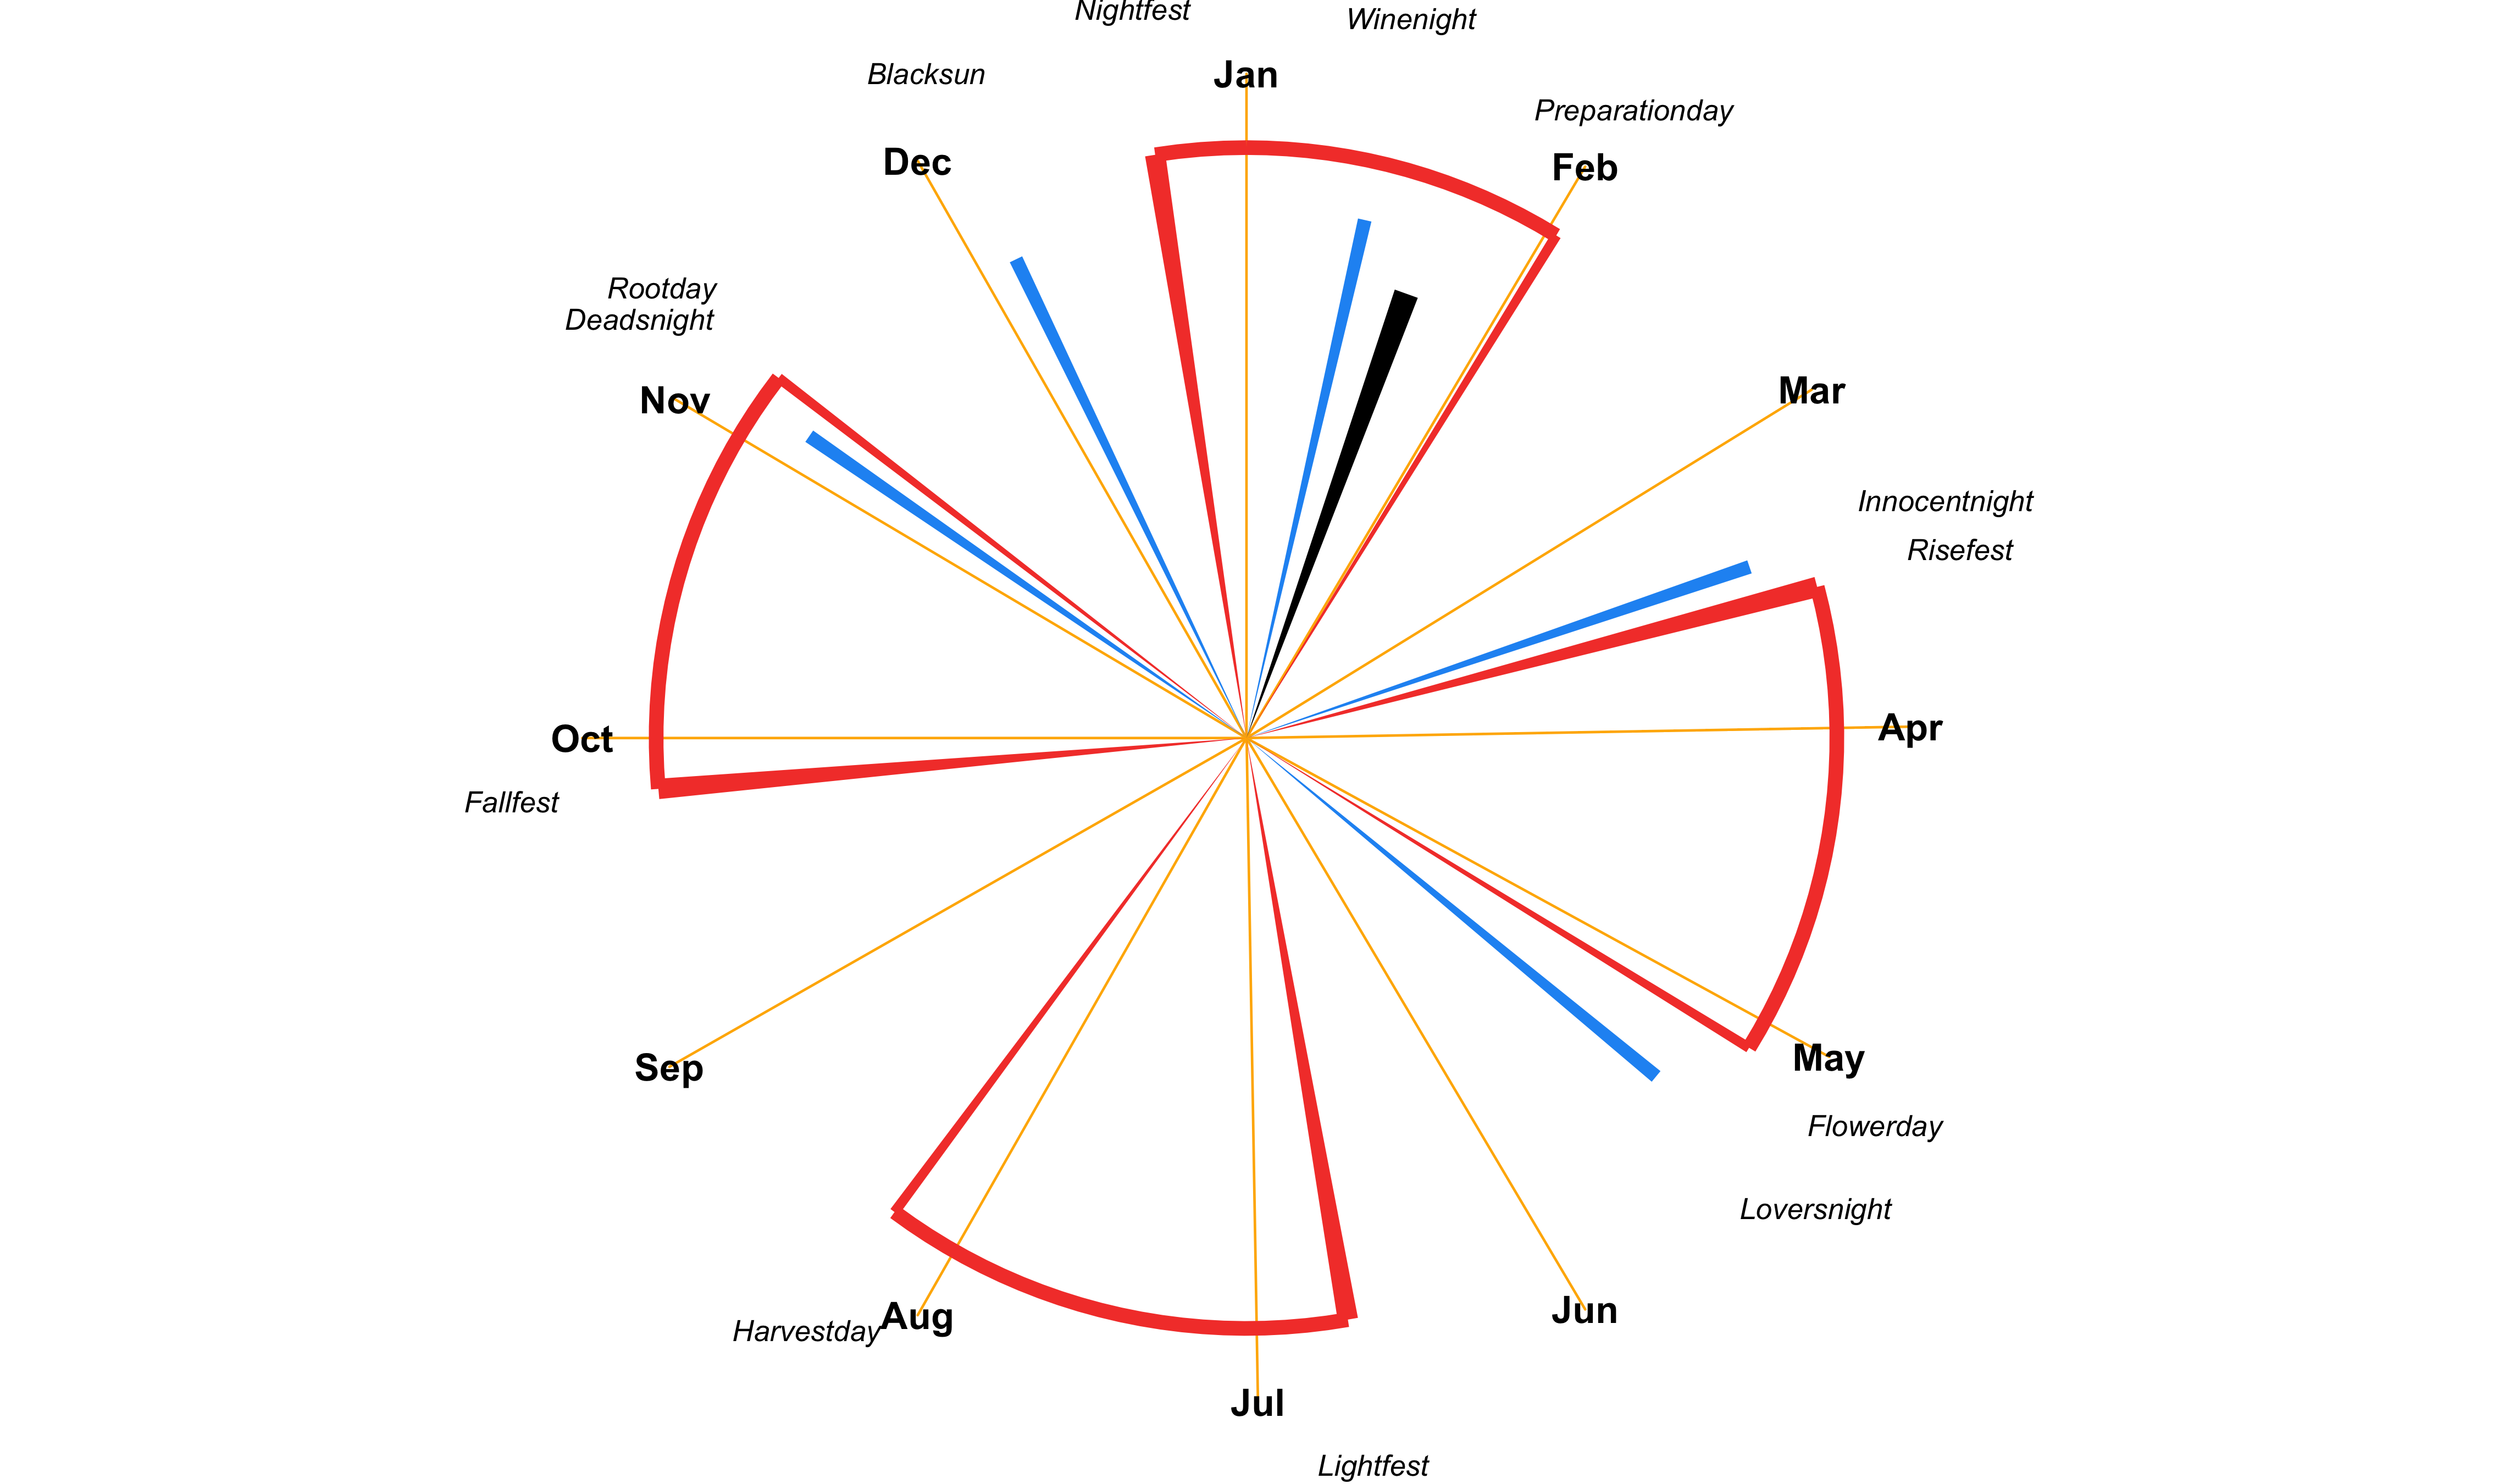 Nightfest
Winenight
Blacksun
Jan
Preparationday
Dec
Feb
Rootday
Deadsnight
Nov
Mar
Innocentnight
Risefest
Oct
Apr
Fallfest
Sep
May
Flowerday
Loversnight
Harvestday
Aug
Jun
Jul
Lightfest